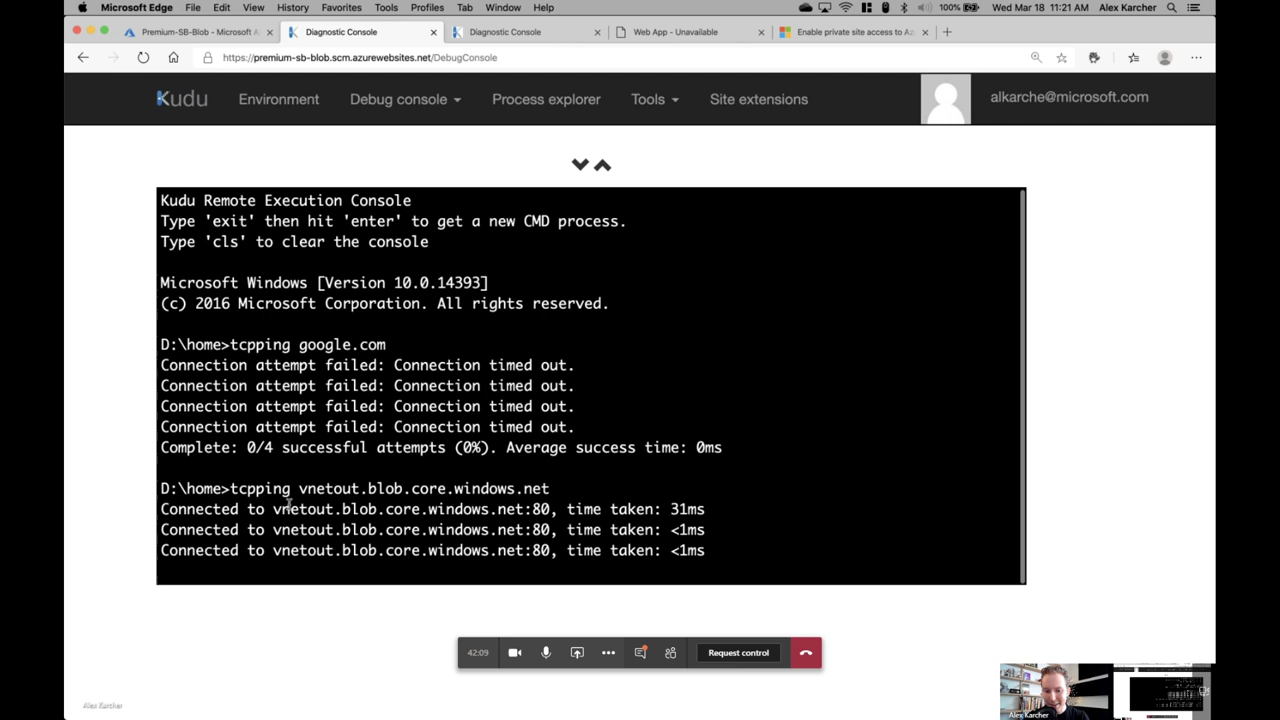 Microsoft Edge File Edit View History Favorites Tools Profiles Tab Window Help 100% Wed Mar 18 11:21 AM Alex Karcher
Premium-SB-Blob - Microsoft A
Diagnostic Console
Diagnostic Console
Web App - Unavailable
Enable private site access to Az
https://premium-sb-blob.scm.azurewebsites.net/DebugConsole
Kudu Environment Debug console Process explorer Tools Site extensions alkarche@microsoft.com
Kudu Remote Execution Console
Type 'exit' then hit 'enter' to get a new CMD process.
Type 'cls' to clear the console
Microsoft Windows [Version 10.0.14393]
(c) 2016 Microsoft Corporation. All rights reserved.
D:\home>tcpping google.com
Connection attempt failed: Connection timed out.
Connection attempt failed: Connection timed out.
Connection attempt failed: Connection timed out.
Connection attempt failed: Connection timed out.
Complete: 0/4 successful attempts (0%). Average success time: 0ms
D:\home>tcpping vnetout.blob.core.windows.net
Connected to vnetout.blob.core.windows.net:80, time taken: 31ms
Connected to vnetout.blob.core.windows.net:80, time taken: <1ms
Connected to vnetout.blob.core.windows.net:80, time taken: <1ms
42:09 Request control
Alex Karcher
Alex Karcher